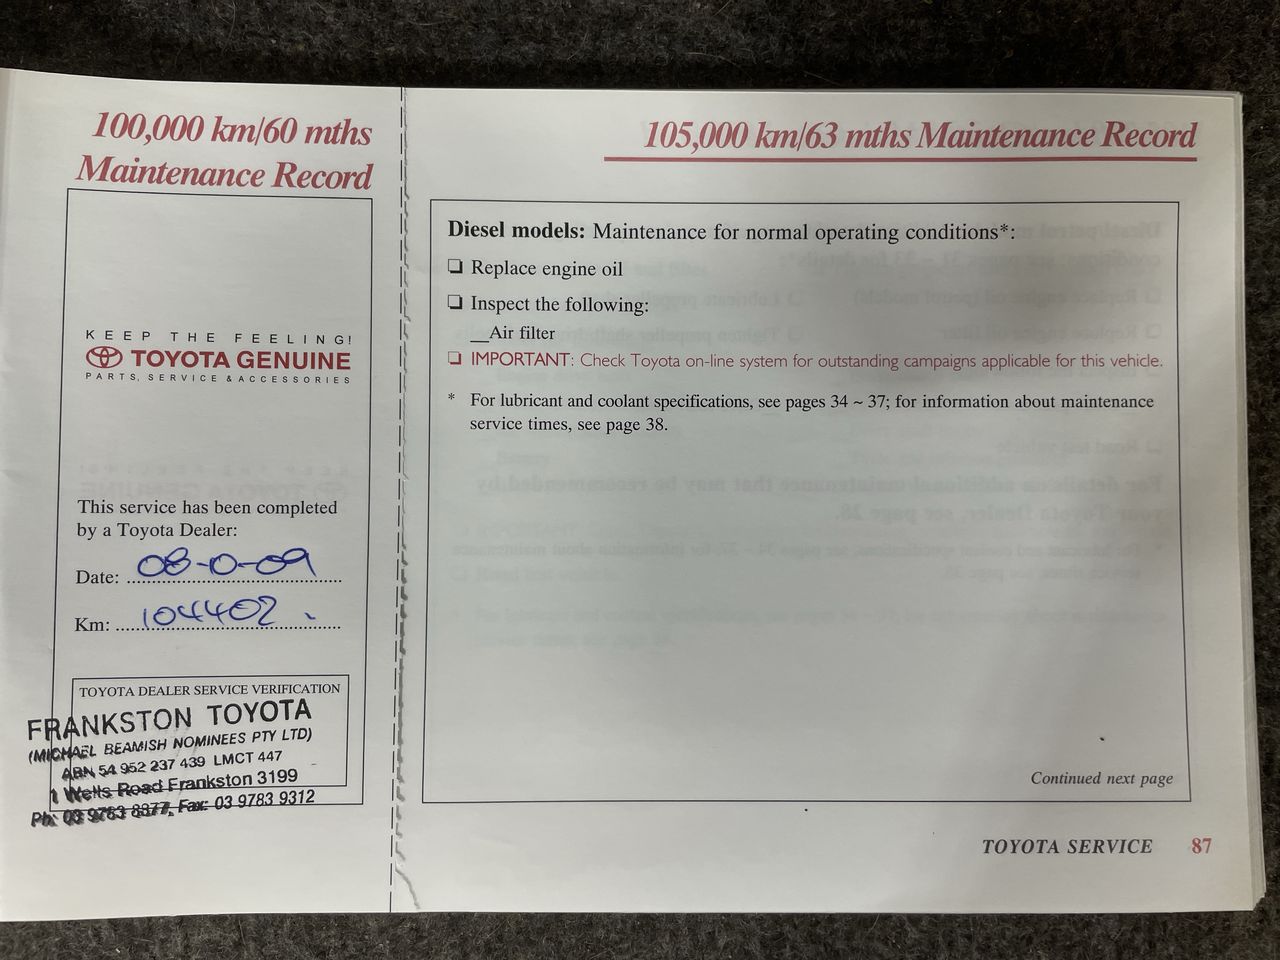 100,000 km/60 mths
Maintenance Record
KEEP THE FEELING!
TOYOTA GENUINE
PARTS, SERVICE & ACCESSORIES
This service has been completed
by a Toyota Dealer:
Date: 08-0-09
Km: 104402
TOYOTA DEALER SERVICE VERIFICATION
FRANKSTON TOYOTA
(MICHAEL BEAMISH NOMINEES PTY LTD)
ABN 54 952 237 439 LMCT 447
1 Wells Road Frankston 3199
Ph: 03 9783 8877, Fax: 03 9783 9312
105,000 km/63 mths Maintenance Record
Diesel models: Maintenance for normal operating conditions*:
❑ Replace engine oil
❑ Inspect the following:
__Air filter
❑ IMPORTANT: Check Toyota on-line system for outstanding campaigns applicable for this vehicle.
* For lubricant and coolant specifications, see pages 34 ~ 37; for information about maintenance
service times, see page 38.
Continued next page
TOYOTA SERVICE 87